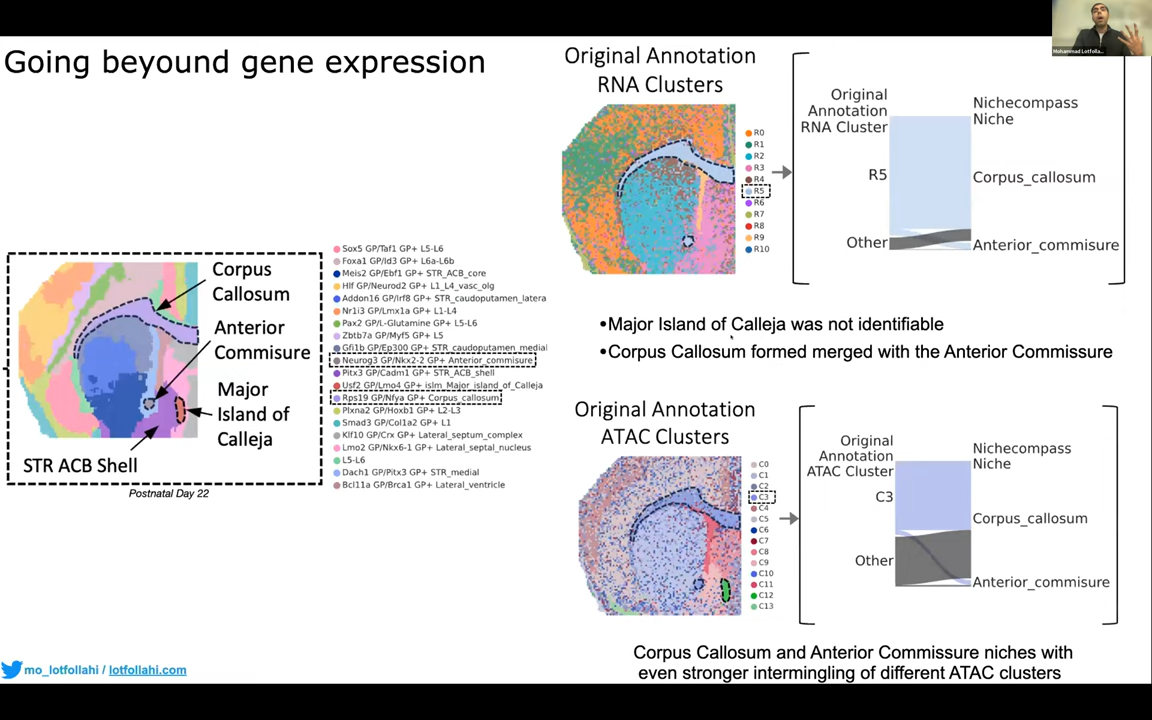 Going beyound gene expression
Mohammad Lotfolla...
Corpus
Callosum
Anterior
Commisure
Major
Island of
Calleja
STR ACB Shell
Postnatal Day 22
Sox5 GP/Taf1 GP+ L5-L6
Foxa1 GP/Id3 GP+ L6a-L6b
Meis2 GP/Ebf1 GP+ STR_ACB_core
Hlf GP/Neurod2 GP+ L1_L4_vasc_olg
Addon16 GP/Irf8 GP+ STR_caudoputamen_latera
Nr1i3 GP/Lmx1a GP+ L1-L4
Pax2 GP/L-Glutamine GP+ L5-L6
Zbtb7a GP/Myf5 GP+ L5
Gfi1b GP/Ep300 GP+ STR_caudoputamen_medial
Neurog3 GP/Nkx2-2 GP+ Anterior_commisure
Pitx3 GP/Cadm1 GP+ STR_ACB_shell
Usf2 GP/Lmo4 GP+ islm_Major_island_of_Calleja
Rps19 GP/Nfya GP+ Corpus_callosum
Plxna2 GP/Hoxb1 GP+ L2-L3
Smad3 GP/Col1a2 GP+ L1
Klf10 GP/Crx GP+ Lateral_septum_complex
Lmo2 GP/Nkx6-1 GP+ Lateral_septal_nucleus
L5-L6
Dach1 GP/Pitx3 GP+ STR_medial
Bcl11a GP/Brca1 GP+ Lateral_ventricle
Original Annotation
RNA Clusters
R0
R1
R2
R3
R4
R5
R6
R7
R8
R9
R10
Original
Annotation
RNA Cluster
R5
Other
Nichecompass
Niche
Corpus_callosum
Anterior_commisure
•Major Island of Calleja was not identifiable
•Corpus Callosum formed merged with the Anterior Commissure
Original Annotation
ATAC Clusters
C0
C1
C2
C3
C4
C5
C6
C7
C8
C9
C10
C11
C12
C13
Original
Annotation
ATAC Cluster
C3
Other
Nichecompass
Niche
Corpus_callosum
Anterior_commisure
Corpus Callosum and Anterior Commissure niches with
even stronger intermingling of different ATAC clusters
mo_lotfollahi / lotfollahi.com